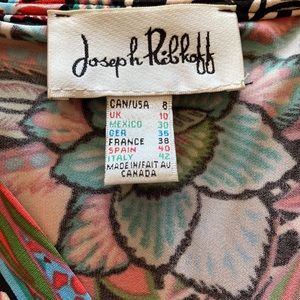 Joseph Ribkoff
CAN/USA 8
UK 10
MEXICO 30
GER 36
FRANCE 38
SPAIN 40
ITALY 42
MADE IN/FAIT AU
CANADA